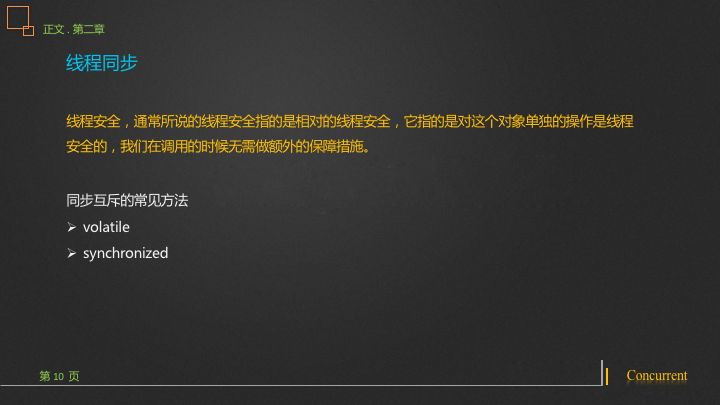 正文 . 第二章
线程同步
线程安全，通常所说的线程安全指的是相对的线程安全，它指的是对这个对象单独的操作是线程
安全的，我们在调用的时候无需做额外的保障措施。
同步互斥的常见方法
➢ volatile
➢ synchronized
第 10 页
Concurrent